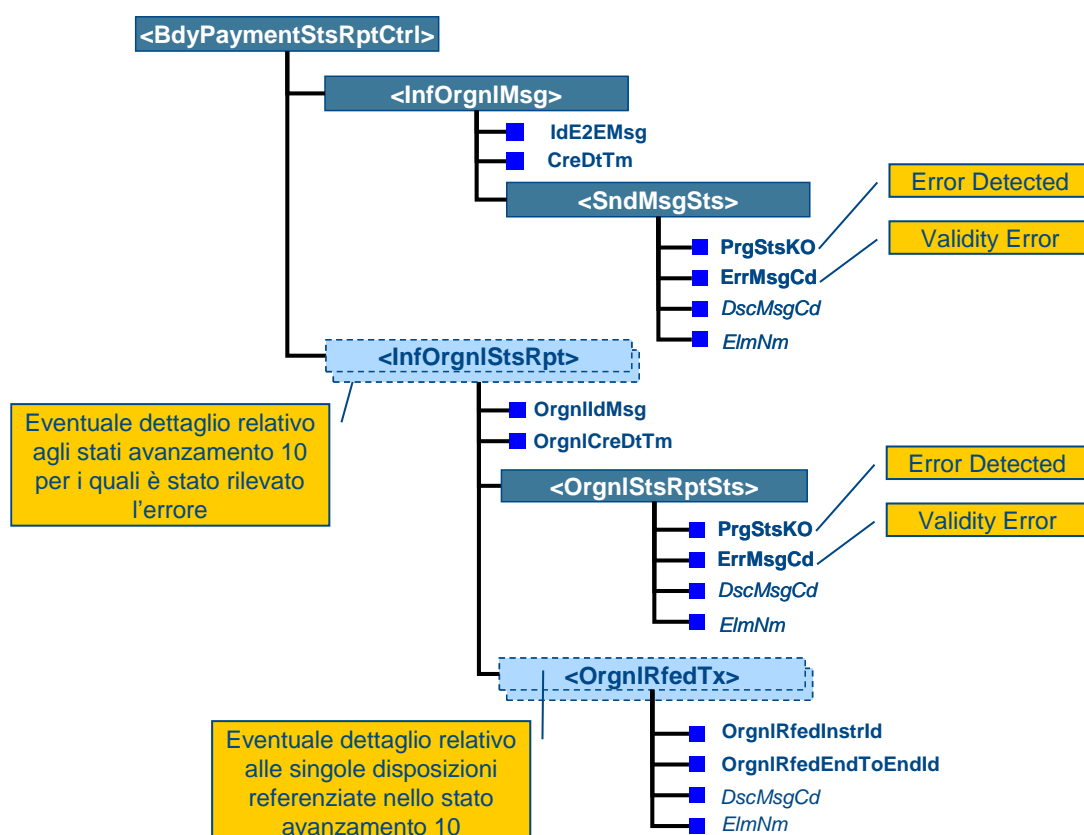 <BdyPaymentStsRptCtrl>
<InfOrgnlMsg>
IdE2EMsg
CreDtTm
<SndMsgSts>
Error Detected
PrgStsKO
Validity Error
ErrMsgCd
DscMsgCd
ElmNm
<InfOrgnlStsRpt>
Eventuale dettaglio relativo
agli stati avanzamento 10
per i quali è stato rilevato
l'errore
OrgnlIdMsg
OrgnlCreDtTm
<OrgnlStsRptSts>
Error Detected
PrgStsKO
Validity Error
ErrMsgCd
DscMsgCd
ElmNm
<OrgnlRfedTx>
Eventuale dettaglio relativo
alle singole disposizioni
referenziate nello stato
avanzamento 10
OrgnlRfedInstrId
OrgnlRfedEndToEndId
DscMsgCd
ElmNm